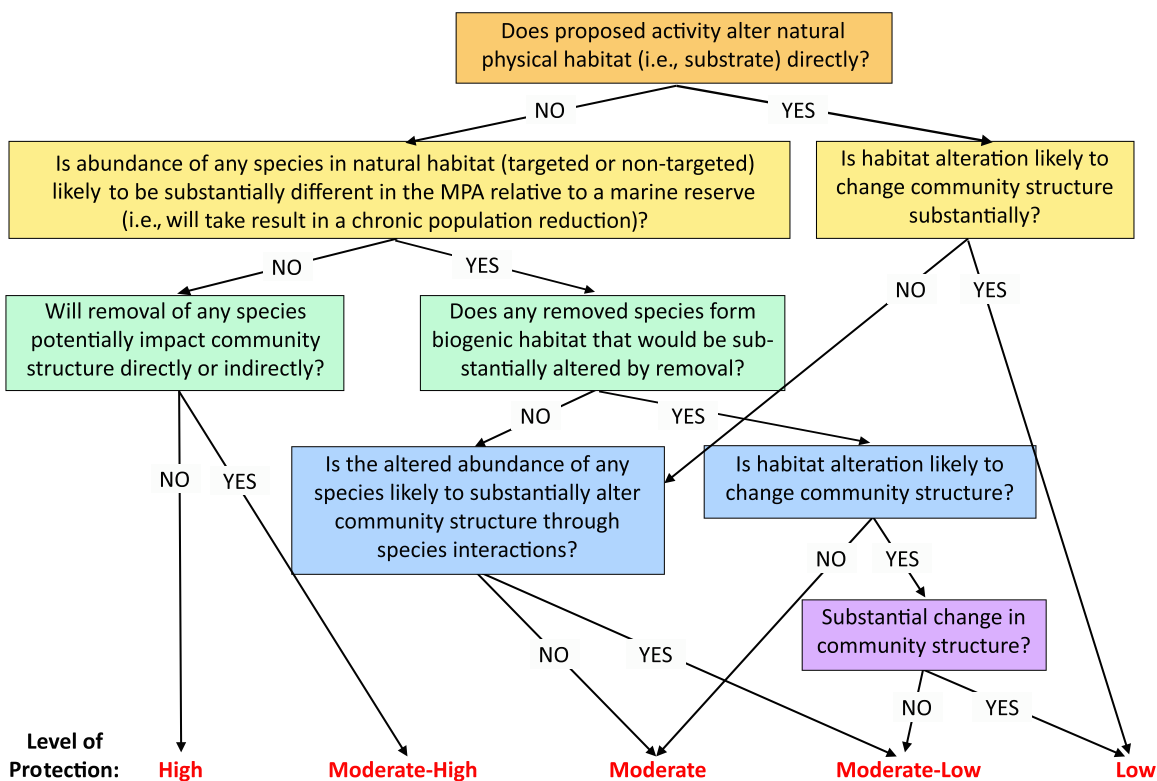 Does proposed activity alter natural
physical habitat (i.e., substrate) directly?
NO
YES
Is abundance of any species in natural habitat (targeted or non-targeted)
likely to be substantially different in the MPA relative to a marine reserve
(i.e., will take result in a chronic population reduction)?
Is habitat alteration likely to
change community structure
substantially?
NO
YES
NO
YES
Will removal of any species
potentially impact community
structure directly or indirectly?
Does any removed species form
biogenic habitat that would be sub-
stantially altered by removal?
NO
YES
NO
YES
Is the altered abundance of any
species likely to substantially alter
community structure through
species interactions?
Is habitat alteration likely to
change community structure?
NO
YES
NO
YES
Substantial change in
community structure?
NO
YES
Level of
Protection:
High
Moderate-High
Moderate
Moderate-Low
Low